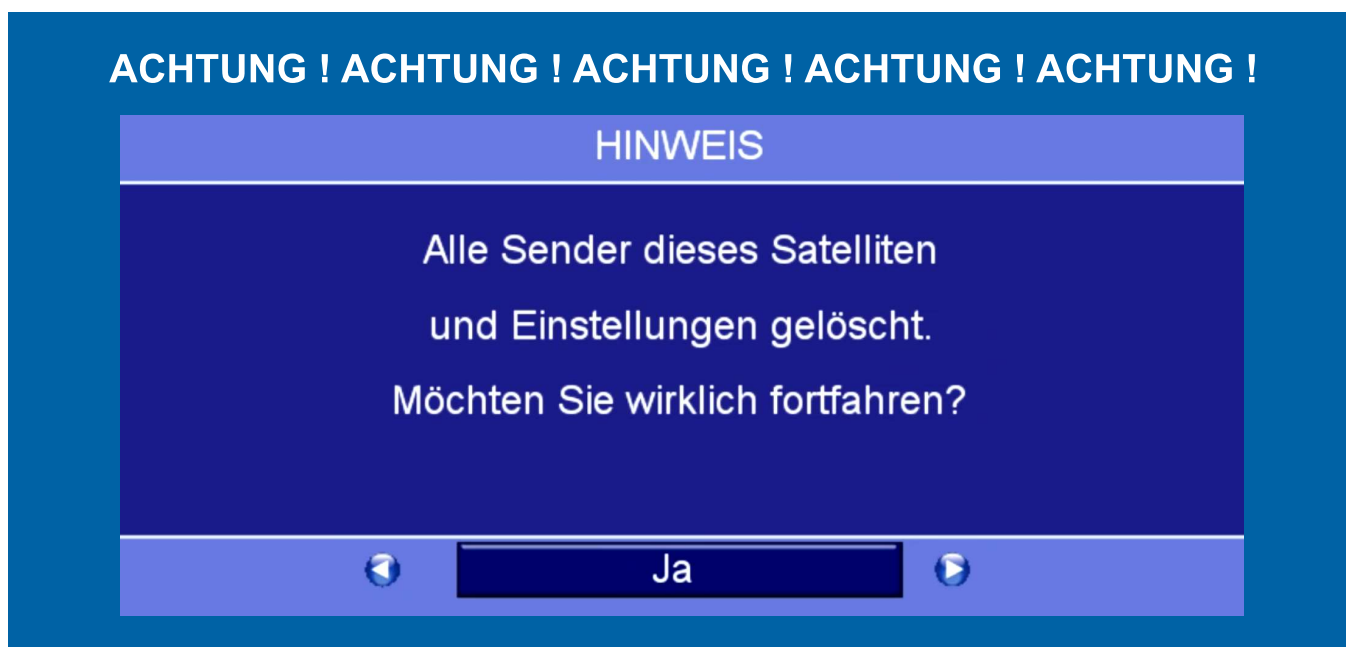 ACHTUNG ! ACHTUNG ! ACHTUNG ! ACHTUNG ! ACHTUNG !
HINWEIS
Alle Sender dieses Satelliten
und Einstellungen gelöscht.
Möchten Sie wirklich fortfahren?
Ja